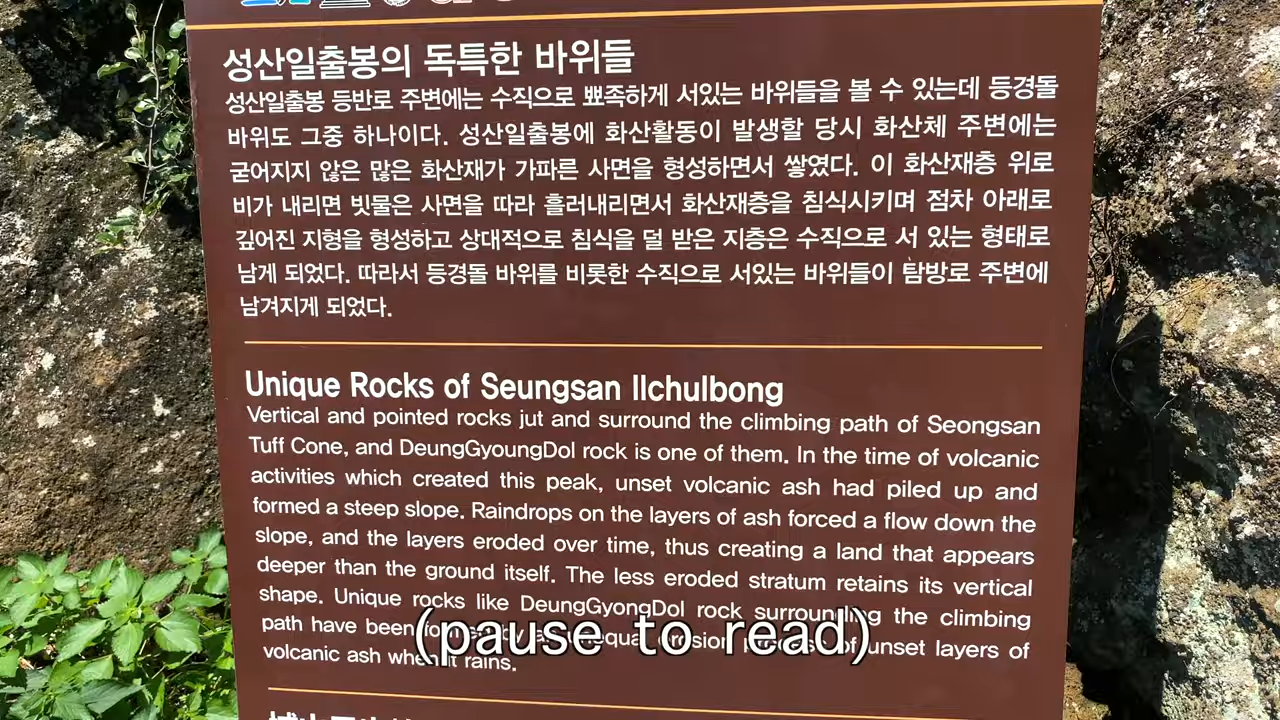 성산일출봉의 독특한 바위들
성산일출봉 등반로 주변에는 수직으로 뾰족하게 서있는 바위들을 볼 수 있는데 등경돌
바위도 그중 하나이다. 성산일출봉에 화산활동이 발생할 당시 화산체 주변에는
굳어지지 않은 많은 화산재가 가파른 사면을 형성하면서 쌓였다. 이 화산재층 위로
비가 내리면 빗물은 사면을 따라 흘러내리면서 화산재층을 침식시키며 점차 아래로
깊어진 지형을 형성하고 상대적으로 침식을 덜 받은 지층은 수직으로 서 있는 형태로
남게 되었다. 따라서 등경돌 바위를 비롯한 수직으로 서있는 바위들이 탐방로 주변에
남겨지게 되었다.
Unique Rocks of Seungsan Ilchulbong
Vertical and pointed rocks jut and surround the climbing path of Seongsan
Tuff Cone, and DeungGyoungDol rock is one of them. In the time of volcanic
activities which created this peak, unset volcanic ash had piled up and
formed a steep slope. Raindrops on the layers of ash forced a flow down the
slope, and the layers eroded over time, thus creating a land that appears
deeper than the ground itself. The less eroded stratum retains its vertical
shape. Unique rocks like DeungGyongDol rock surrounding the climbing
path have been erosion of unset layers of
volcanic ash when it rains.
(pause to read)